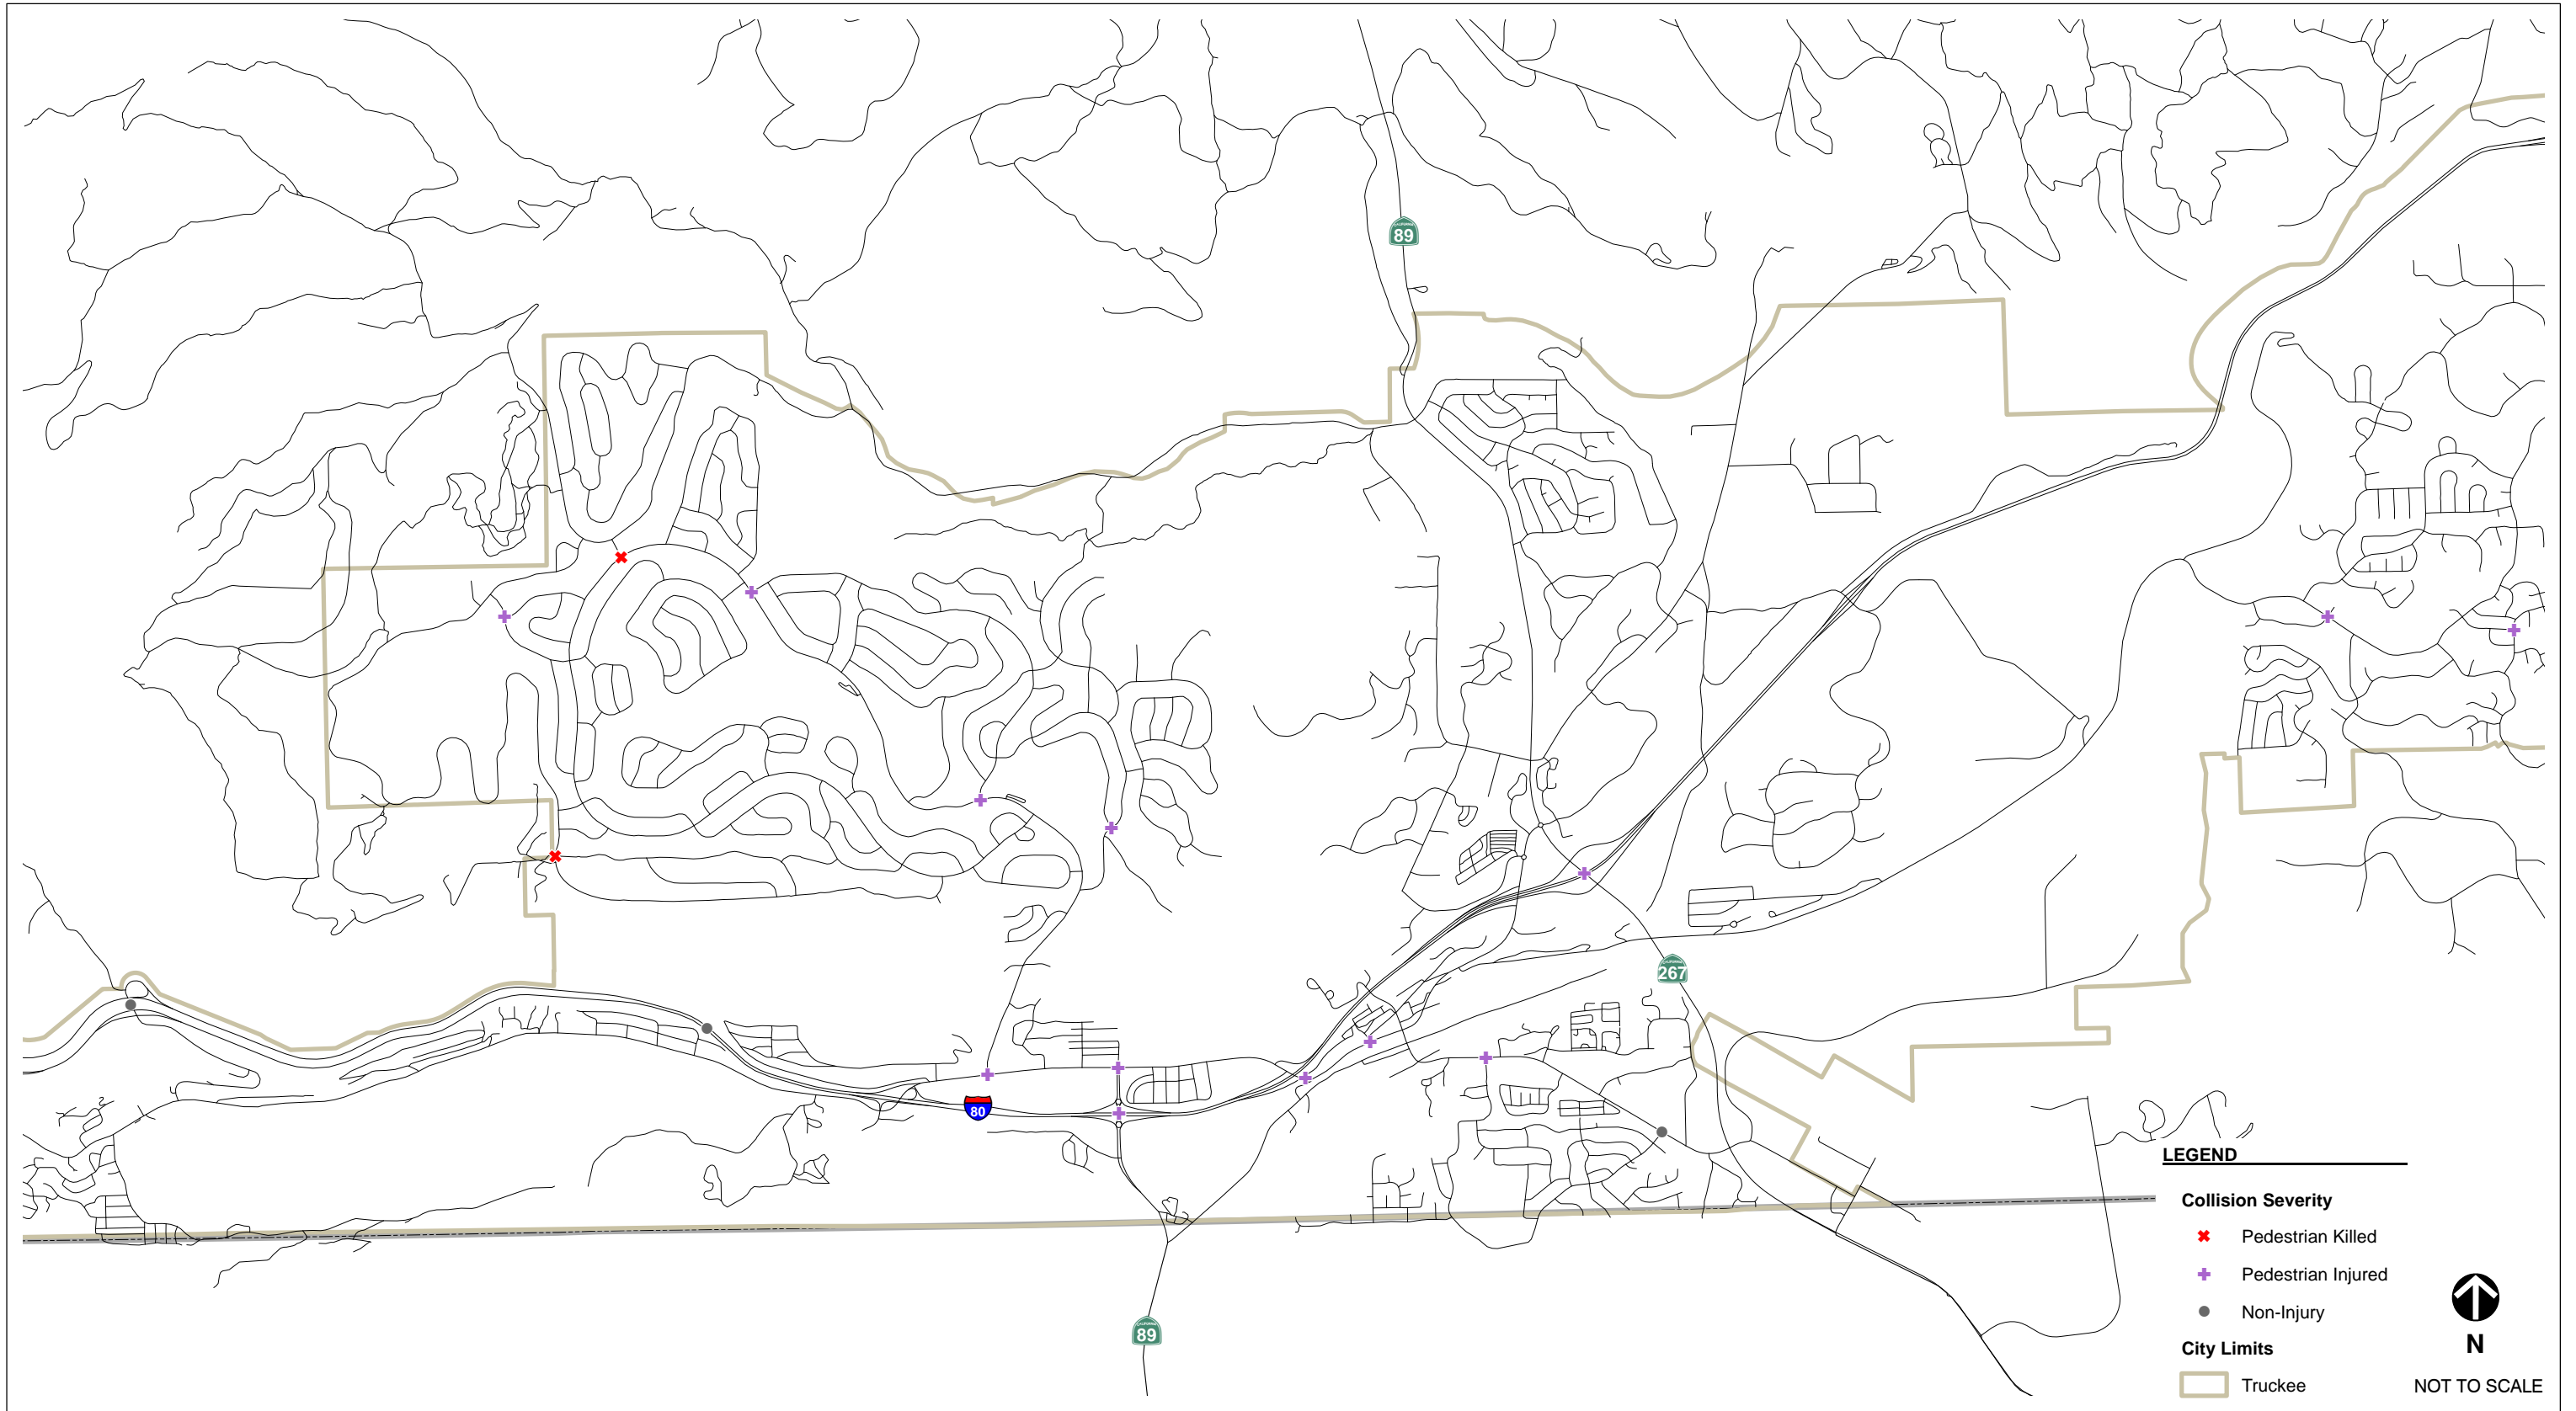 89
267
80
89
LEGEND
Collision Severity
Pedestrian Killed
Pedestrian Injured
Non-Injury
City Limits
Truckee
N
NOT TO SCALE